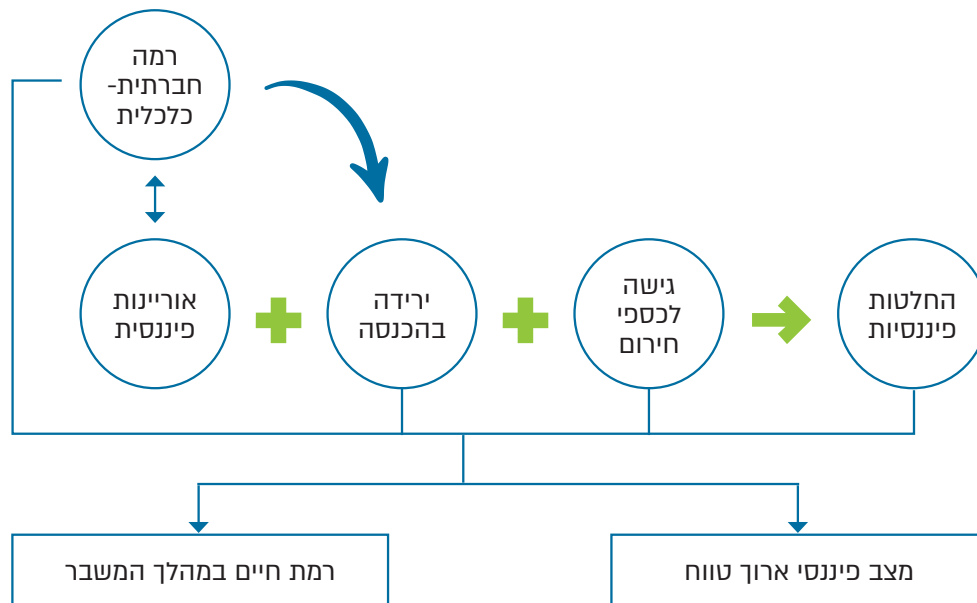 רמה
חברתית-
כלכלית
אוריינות
פיננסית
ירידה
בהכנסה
גישה
לכספי
חירום
החלטות
פיננסיות
רמת חיים במהלך המשבר
מצב פיננסי ארוך טווח